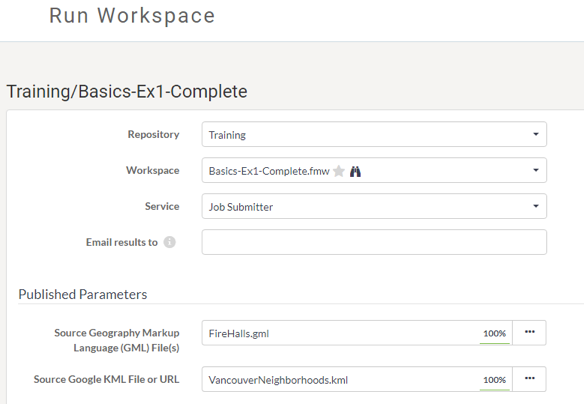 Run Workspace
Training/Basics-Ex1-Complete
Repository Training
Workspace Basics-Ex1-Complete.fmw
Service Job Submitter
Email results to
Published Parameters
Source Geography Markup
Language (GML) File(s) FireHalls.gml 100% ...
Source Google KML File or URL VancouverNeighborhoods.kml 100% ...